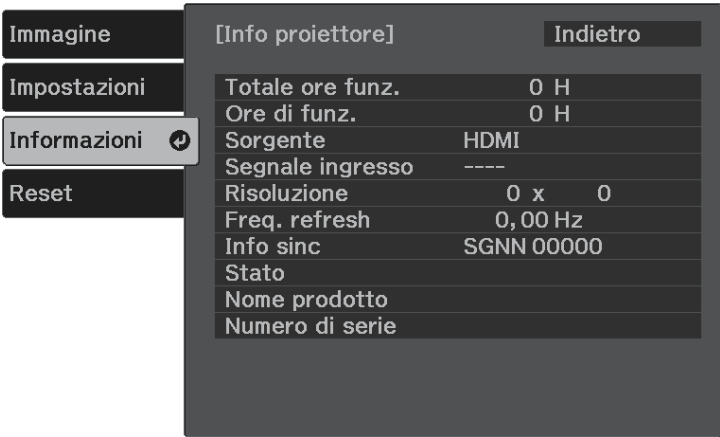 Immagine
Impostazioni
Informazioni
Reset
[Info proiettore] Indietro
Totale ore funz. 0 H
Ore di funz. 0 H
Sorgente HDMI
Segnale ingresso ----
Risoluzione 0 x 0
Freq. refresh 0,00 Hz
Info sinc SGNN 00000
Stato
Nome prodotto
Numero di serie